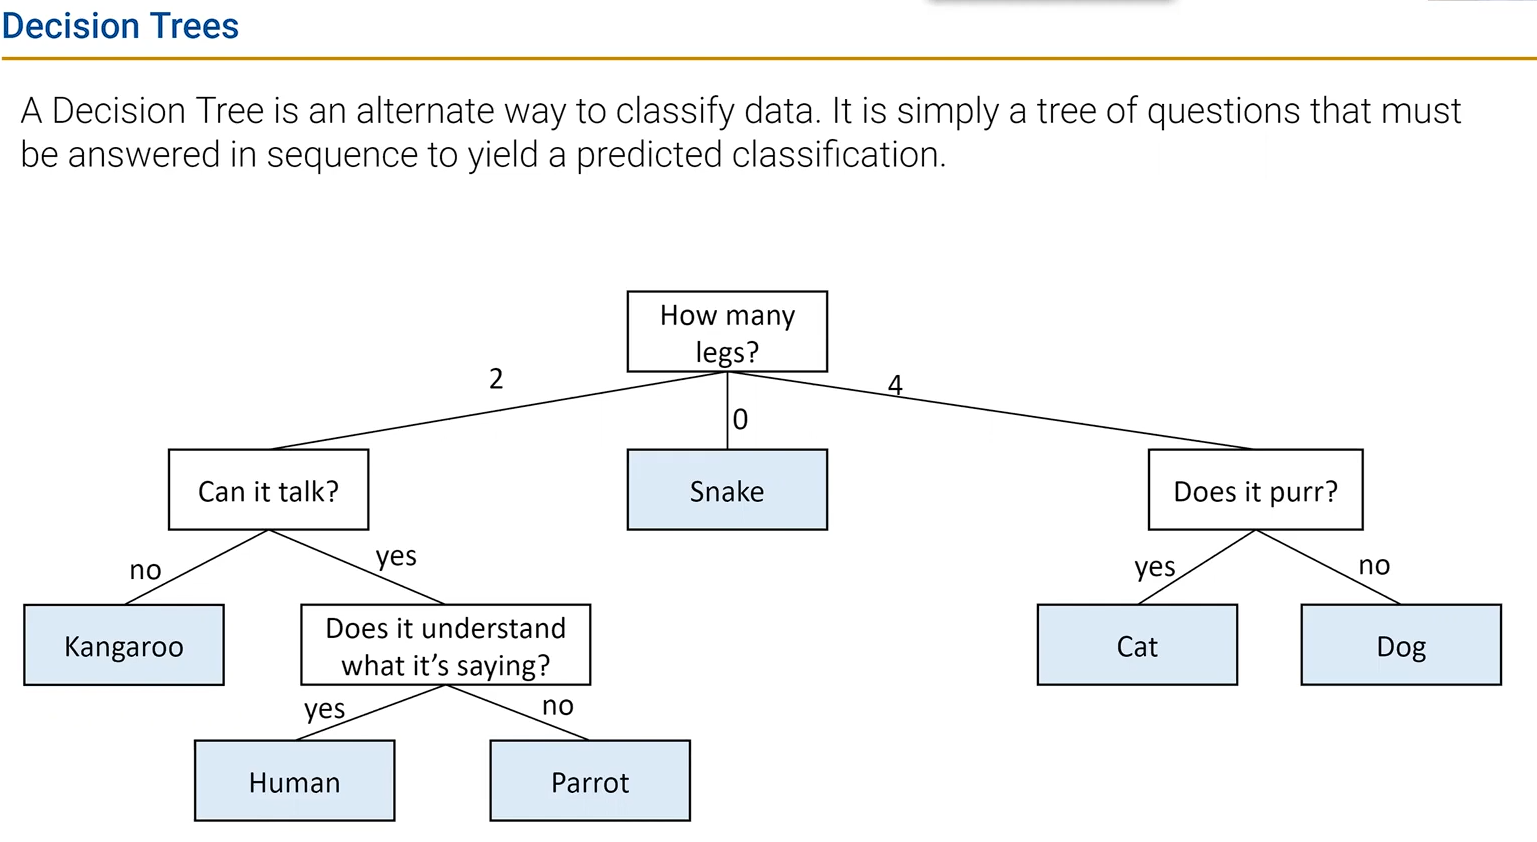 Decision Trees
A Decision Tree is an alternate way to classify data. It is simply a tree of questions that must
be answered in sequence to yield a predicted classification.
How many
legs?
2
0
4
Can it talk?
Snake
Does it purr?
no
yes
yes
no
Kangaroo
Does it understand
what it’s saying?
Cat
Dog
yes
no
Human
Parrot